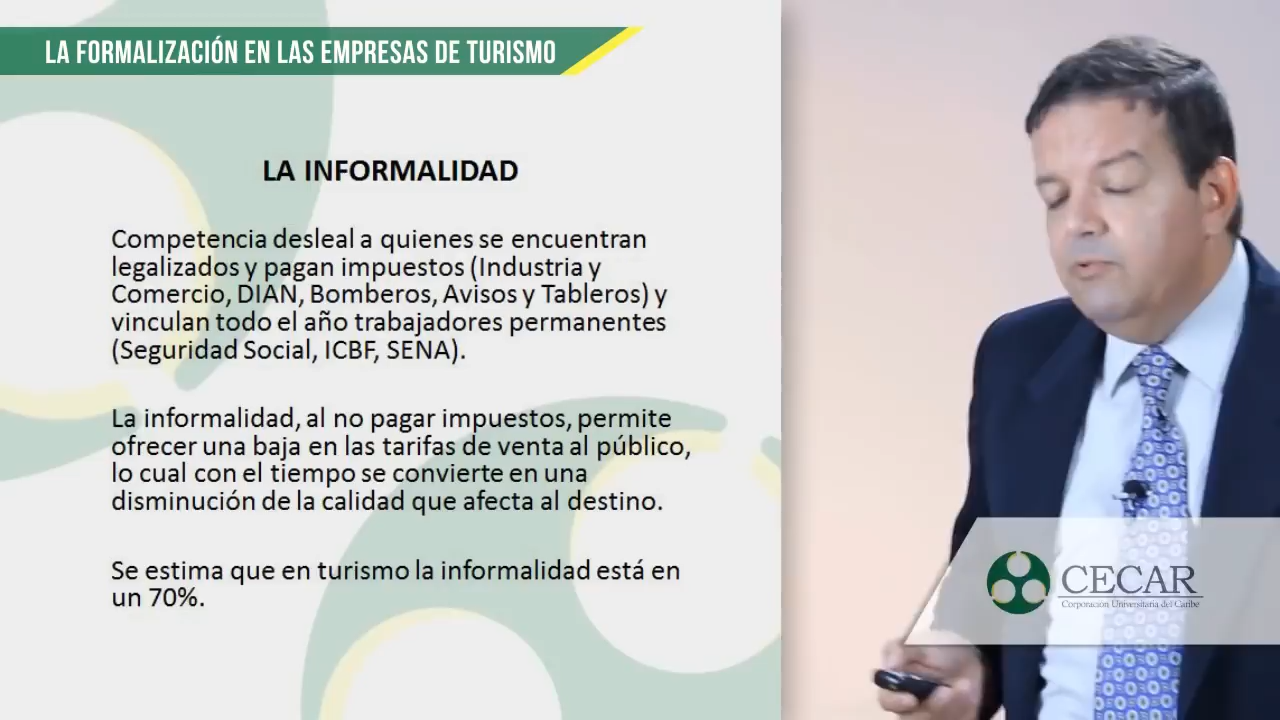 LA FORMALIZACIÓN EN LAS EMPRESAS DE TURISMO
LA INFORMALIDAD
Competencia desleal a quienes se encuentran
legalizados y pagan impuestos (Industria y
Comercio, DIAN, Bomberos, Avisos y Tableros) y
vinculan todo el año trabajadores permanentes
(Seguridad Social, ICBF, SENA).
La informalidad, al no pagar impuestos, permite
ofrecer una baja en las tarifas de venta al público,
lo cual con el tiempo se convierte en una
disminución de la calidad que afecta al destino.
Se estima que en turismo la informalidad está en
un 70%.
CECAR
Corporación Universitaria del Caribe